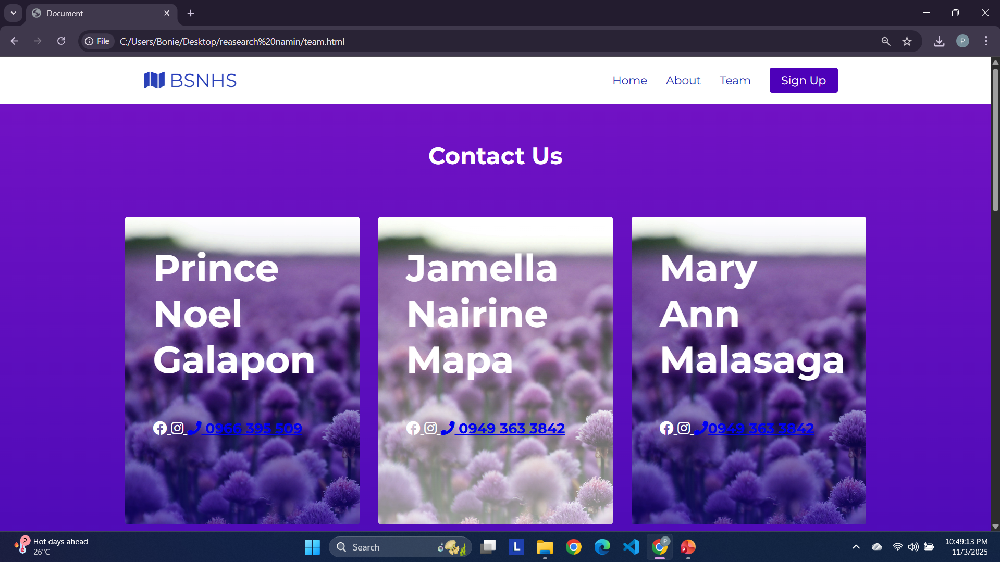 Document
File
C:/Users/Bonie/Desktop/reasearch%20namin/team.html
P
BSNHS
Home
About
Team
Sign Up
Contact Us
Prince
Noel
Galapon
0966 395 509
Jamella
Nairine
Mapa
0949 363 3842
Mary
Ann
Malasaga
0949 363 3842
2
Hot days ahead
26°C
Search
L
P
P
10:49:13 PM
11/3/2025